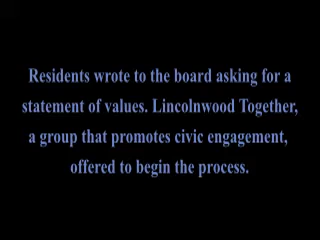 Residents wrote to the board asking for a
statement of values. Lincolnwood Together,
a group that promotes civic engagement,
offered to begin the process.